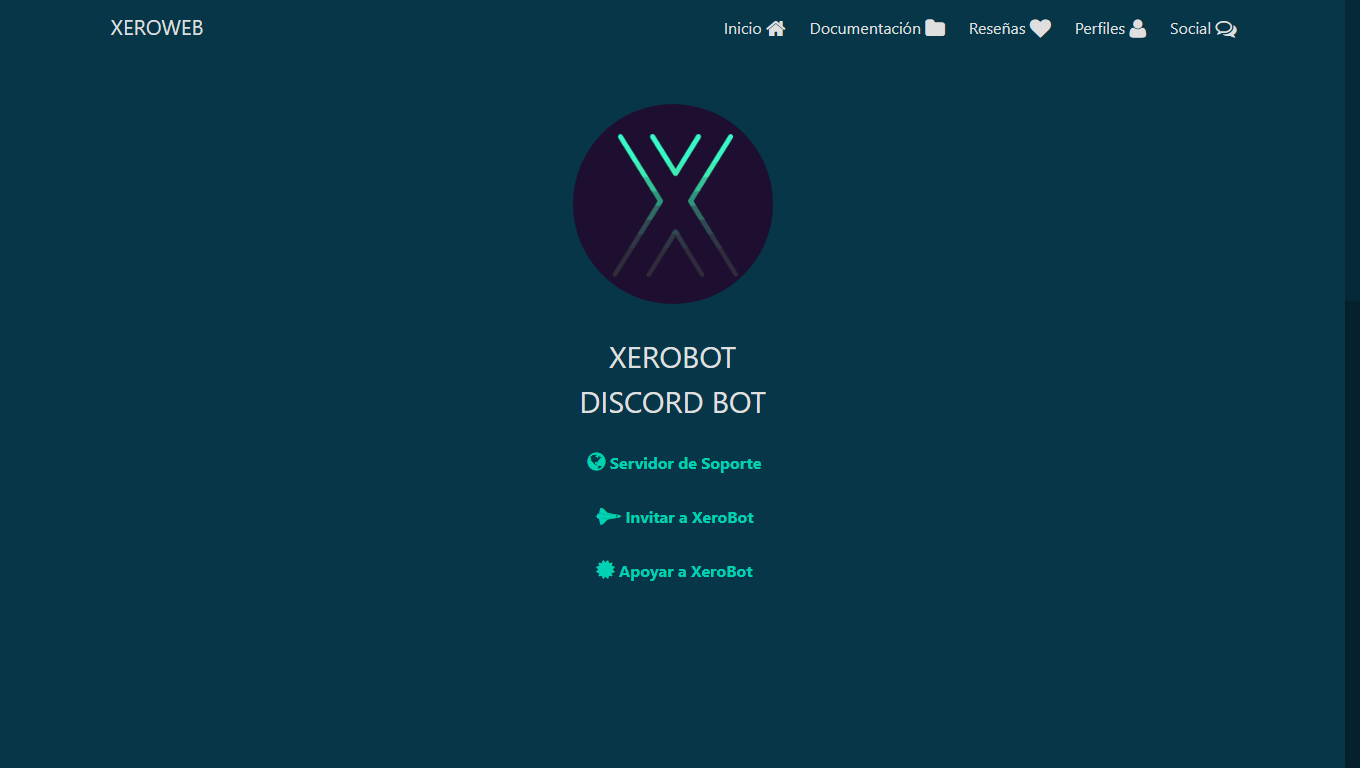 XEROWEB
Inicio Documentación Reseñas Perfiles Social
XEROBOT
DISCORD BOT
Servidor de Soporte
Invitar a XeroBot
Apoyar a XeroBot